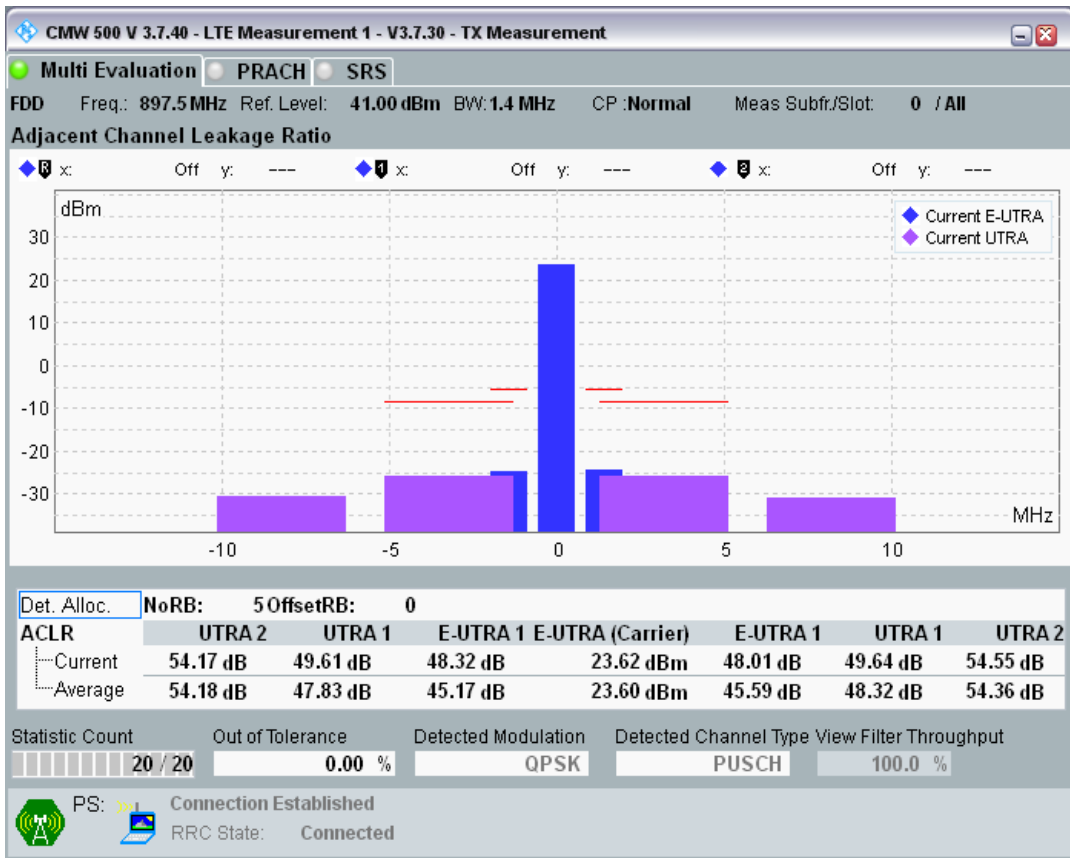 CMW 500 V 3.7.40 - LTE Measurement 1 - V3.7.30 - TX Measurement
Multi Evaluation PRACH SRS
FDD Freq.: 897.5 MHz Ref. Level: 41.00 dBm BW: 1.4 MHz CP :Normal Meas Subfr./Slot: 0 / All
Adjacent Channel Leakage Ratio
R x: Off y: --- 1 x: Off y: --- 2 x: Off y: ---
dBm
Current E-UTRA
Current UTRA
30
20
10
0
-10
-20
-30
MHz
-10 -5 0 5 10
Det. Alloc. NoRB: 5 OffsetRB: 0
ACLR UTRA 2 UTRA 1 E-UTRA 1 E-UTRA (Carrier) E-UTRA 1 UTRA 1 UTRA 2
Current 54.17 dB 49.61 dB 48.32 dB 23.62 dBm 48.01 dB 49.64 dB 54.55 dB
Average 54.18 dB 47.83 dB 45.17 dB 23.60 dBm 45.59 dB 48.32 dB 54.36 dB
Statistic Count Out of Tolerance Detected Modulation Detected Channel Type View Filter Throughput
20 / 20 0.00 % QPSK PUSCH 100.0 %
PS: Connection Established
RRC State: Connected